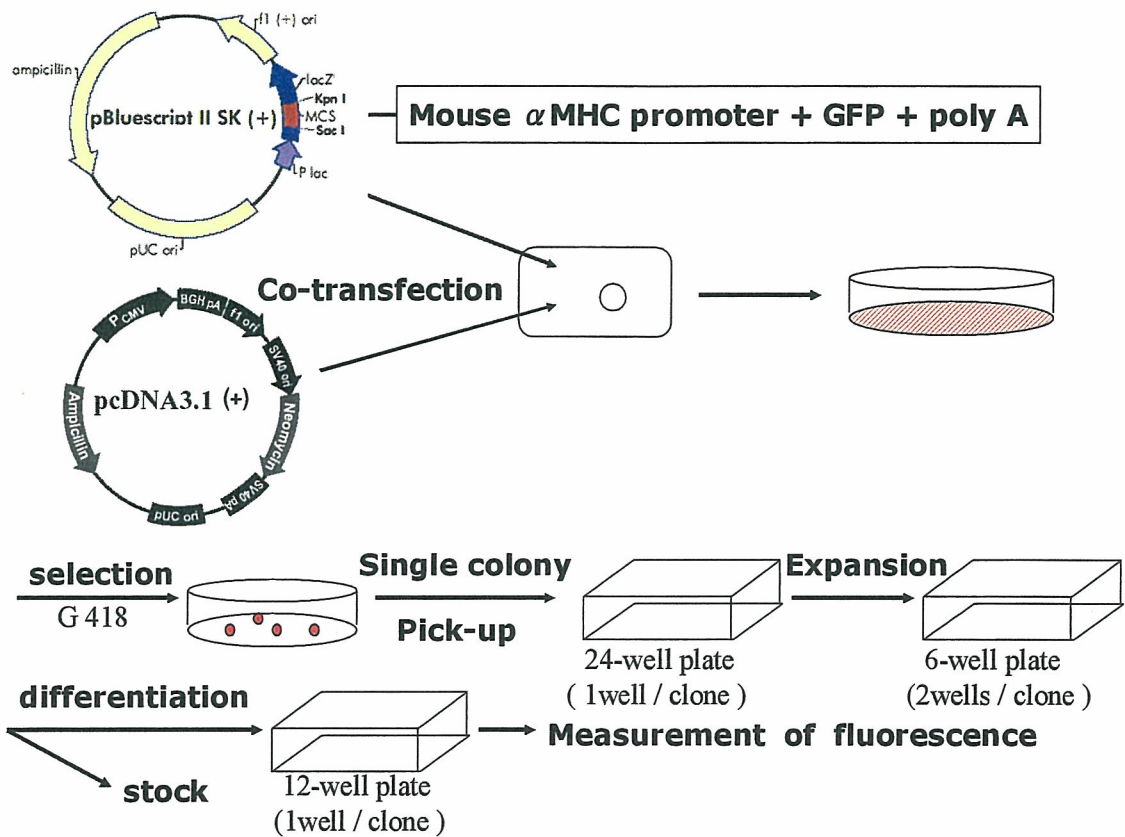 f1 (+) ori
ampicillin
lacZ'
pBluescript II SK (+)
Kpn I
MCS
Sac I
P lac
pUC ori
Mouse αMHC promoter + GFP + poly A
Co-transfection
P CMV
BGH pA
f1 ori
SV40 ori
pcDNA3.1 (+)
Ampicillin
Neomycin
SV40 pA
pUC ori
selection
G 418
Single colony
Pick-up
Expansion
24-well plate
( 1well / clone )
6-well plate
(2wells / clone )
differentiation
stock
12-well plate
(1well / clone )
Measurement of fluorescence